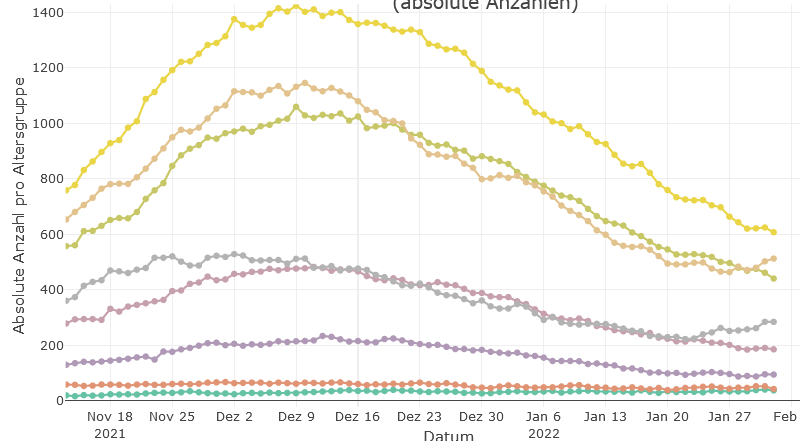 (absolute Anzahlen)
1400
1200
1000
800
600
400
200
0
Absolute Anzahl pro Altersgruppe
Nov 18 Nov 25 Dez 2 Dez 9 Dez 16 Dez 23 Dez 30 Jan 6 Jan 13 Jan 20 Jan 27 Feb
2021 2022
Datum